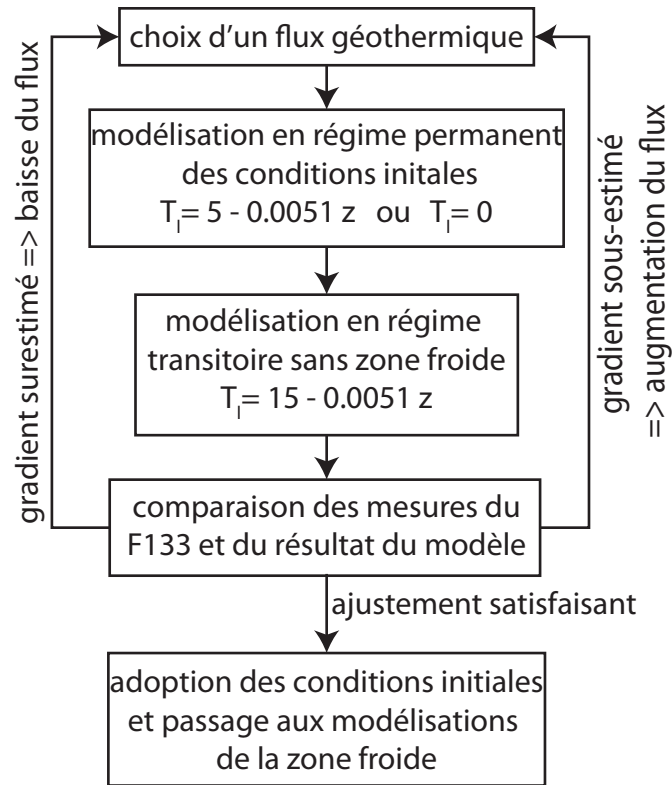 choix d'un flux géothermique
modélisation en régime permanent
des conditions initales
T_l= 5 - 0.0051 z ou T_l= 0
modélisation en régime
transitoire sans zone froide
T_l= 15 - 0.0051 z
comparaison des mesures du
F133 et du résultat du modèle
ajustement satisfaisant
adoption des conditions initiales
et passage aux modélisations
de la zone froide
gradient surestimé => baisse du flux
gradient sous-estimé
=> augmentation du flux